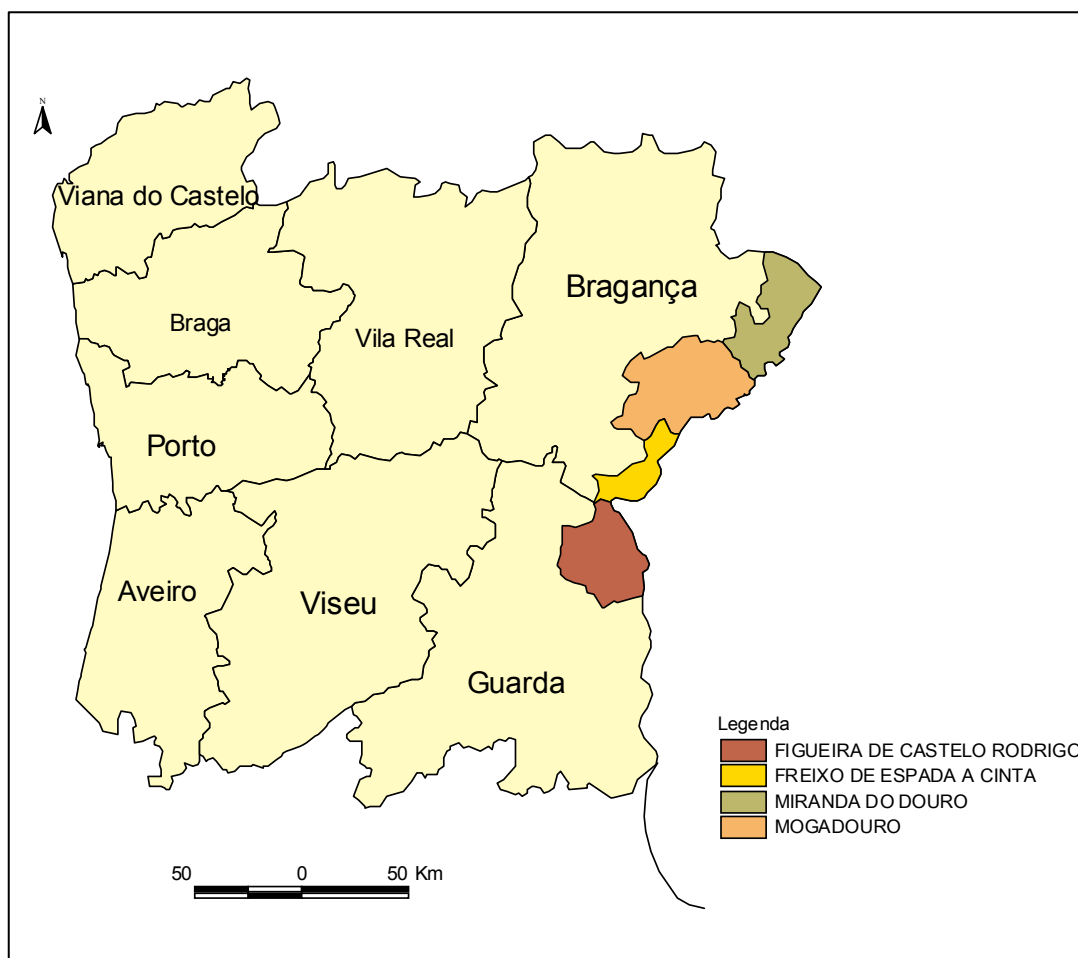 N
Viana do Castelo
Bragança
Braga
Vila Real
Porto
Aveiro
Viseu
Guarda
Legenda
FIGUEIRA DE CASTELO RODRIGO
FREIXO DE ESPADA A CINTA
MIRANDA DO DOURO
MOGADOURO
50 0 50 Km